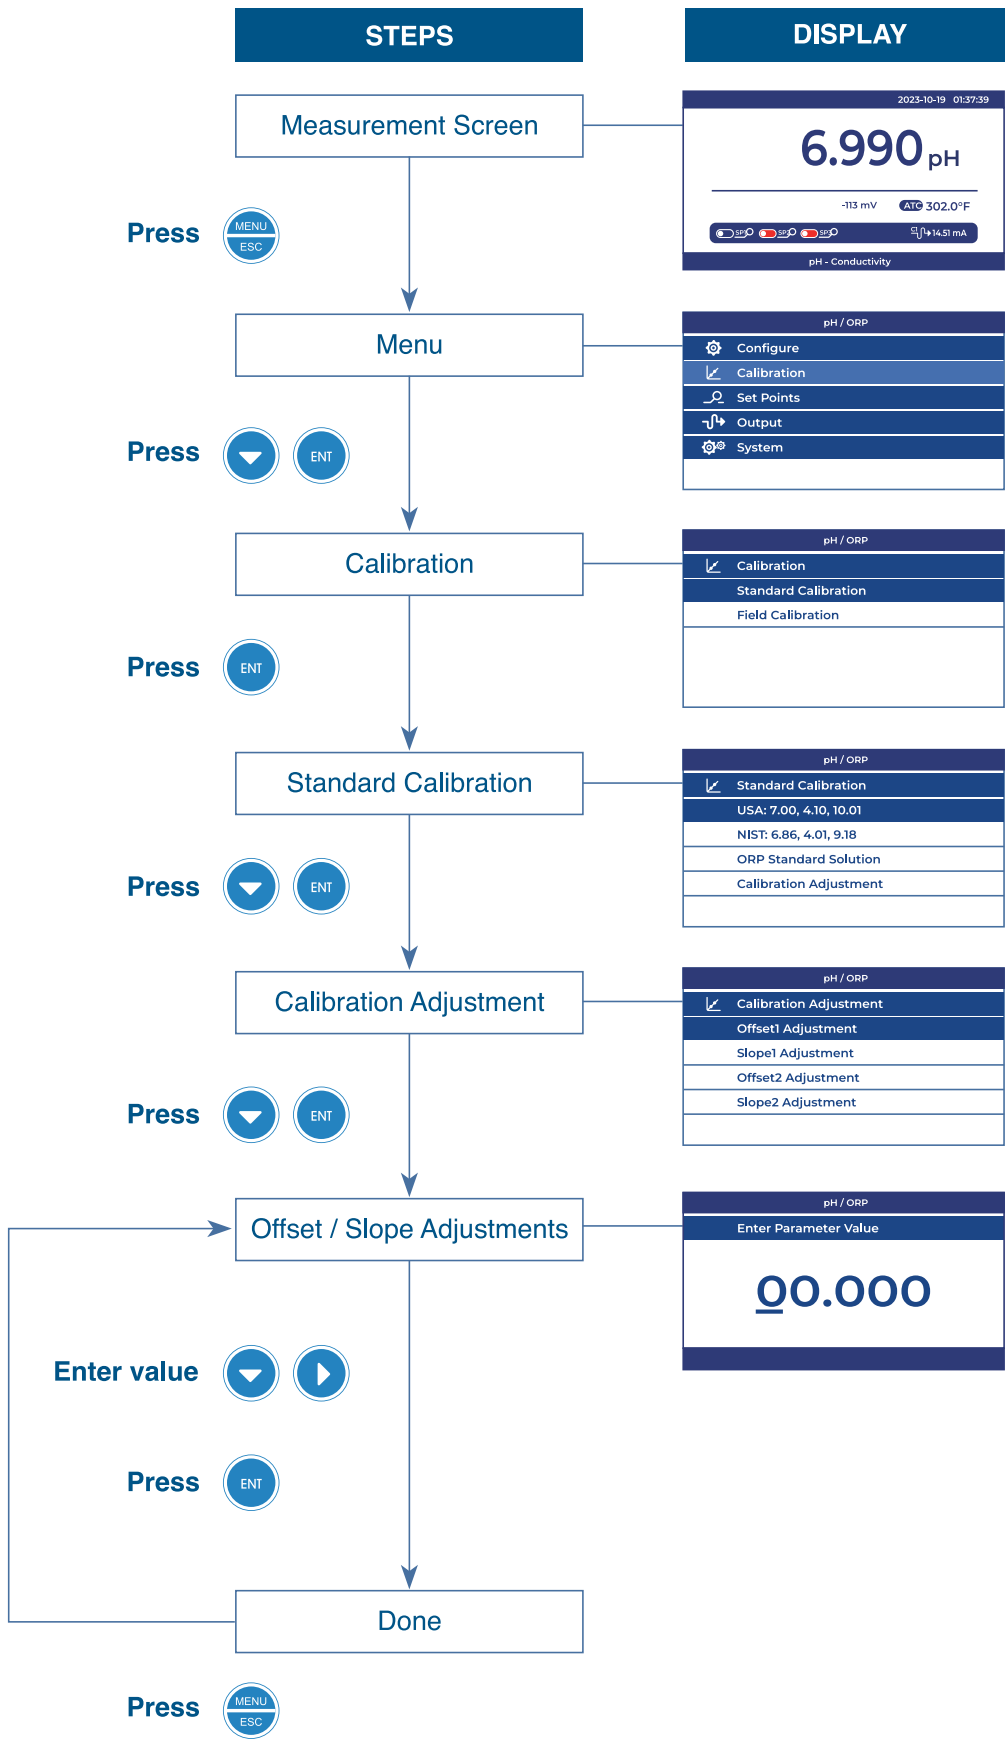 STEPS
DISPLAY
Measurement Screen
2023-10-19 01:37:39
6.990 pH
-113 mV ATC 302.0°F
SP1 SP2 SP3 C1 14.51 mA
pH - Conductivity
Press MENU
ESC
Menu
pH / ORP
Configure
Calibration
Set Points
Output
System
Press ENT
Calibration
pH / ORP
Calibration
Standard Calibration
Field Calibration
Press ENT
Standard Calibration
pH / ORP
Standard Calibration
USA: 7.00, 4.10, 10.01
NIST: 6.86, 4.01, 9.18
ORP Standard Solution
Calibration Adjustment
Press ENT
Calibration Adjustment
pH / ORP
Calibration Adjustment
Offset1 Adjustment
Slope1 Adjustment
Offset2 Adjustment
Slope2 Adjustment
Press ENT
Offset / Slope Adjustments
pH / ORP
Enter Parameter Value
00.000
Enter value
Press ENT
Done
Press MENU
ESC